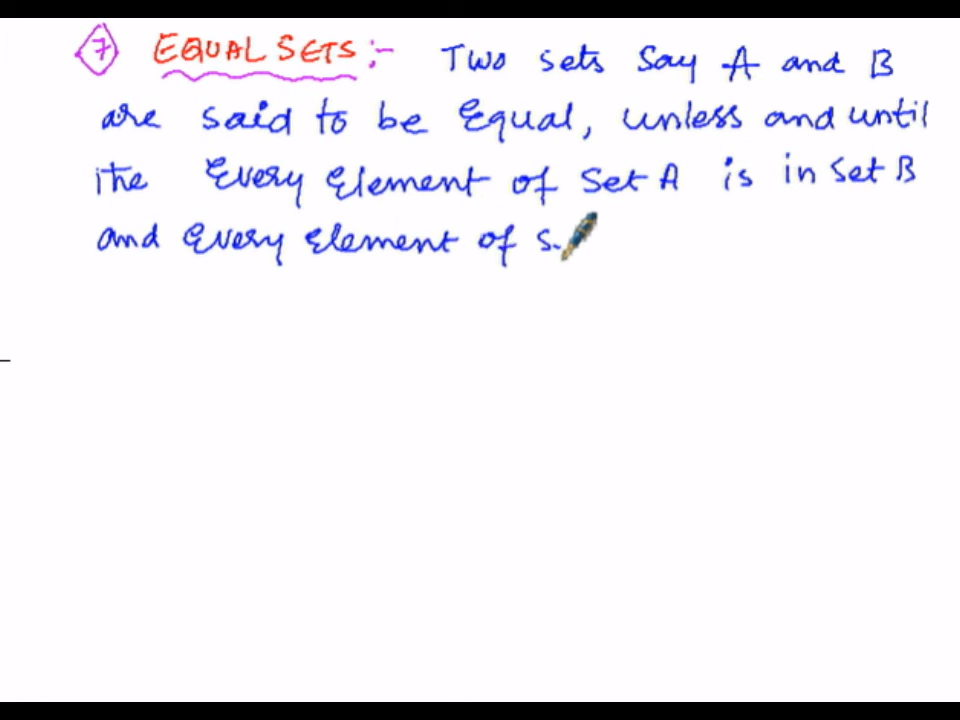 7 EQUAL SETS :- Two sets say A and B
are said to be Equal, unless and until
the Every Element of Set A is in Set B
and Every Element of s